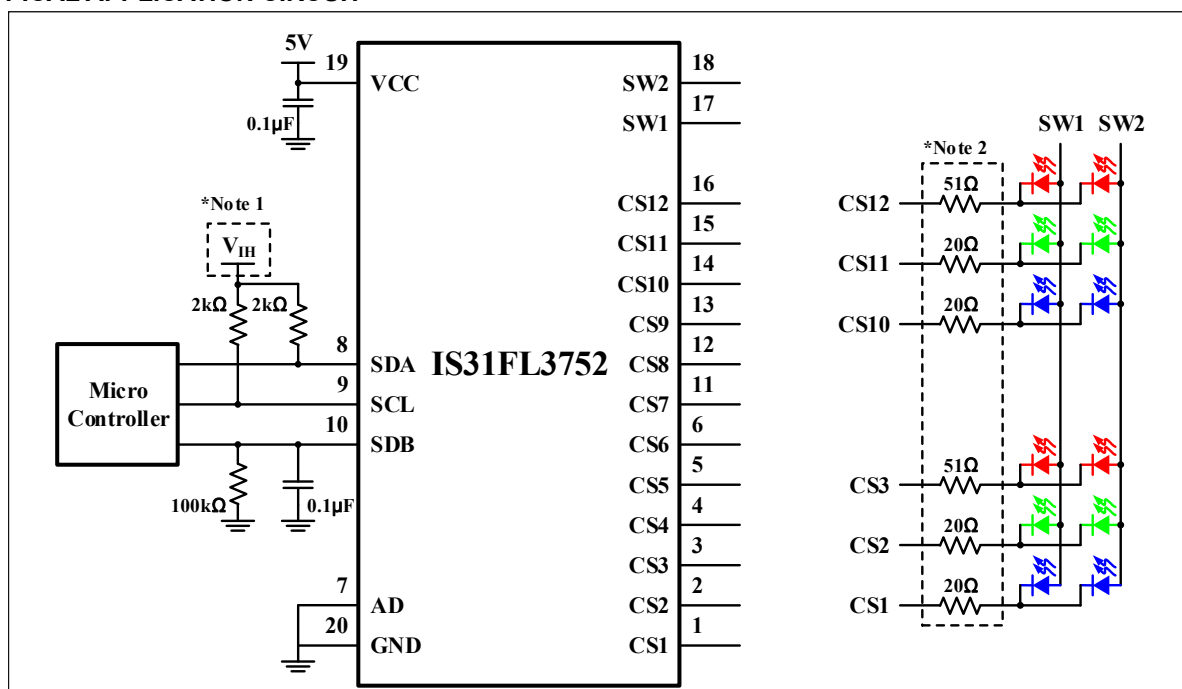 5V
19
VCC
0.1µF
*Note 1
VIH
2kΩ
2kΩ
8
SDA
9
SCL
10
SDB
Micro
Controller
100kΩ
0.1µF
7
AD
20
GND
IS31FL3752
18
SW2
17
SW1
16
CS12
15
CS11
14
CS10
13
CS9
12
CS8
11
CS7
6
CS6
5
CS5
4
CS4
3
CS3
2
CS2
1
CS1
SW1 SW2
*Note 2
CS12
51Ω
CS11
20Ω
CS10
20Ω
CS3
51Ω
CS2
20Ω
CS1
20Ω